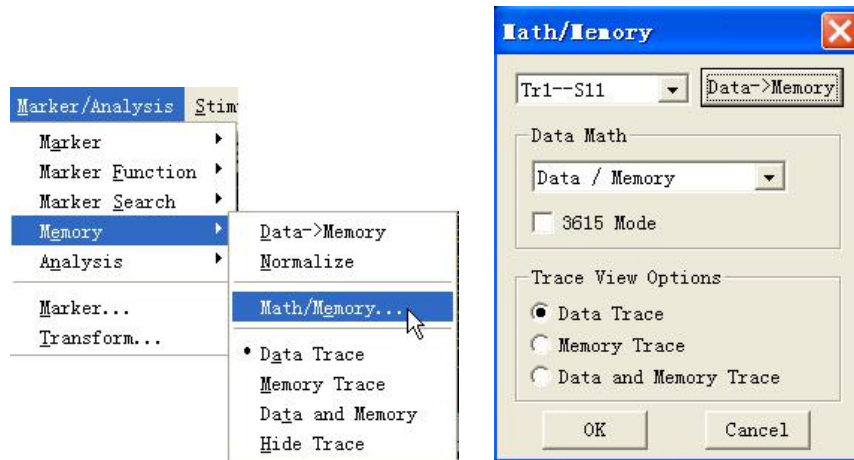 Marker/Analysis Stim
Marker
Marker Function
Marker Search
Memory
Analysis
Marker...
Transform...
Data->Memory
Normalize
Math/Memory...
Data Trace
Memory Trace
Data and Memory
Hide Trace
Math/Memory
Tr1--S11 Data->Memory
Data Math
Data / Memory
3615 Mode
Trace View Options
Data Trace
Memory Trace
Data and Memory Trace
OK Cancel